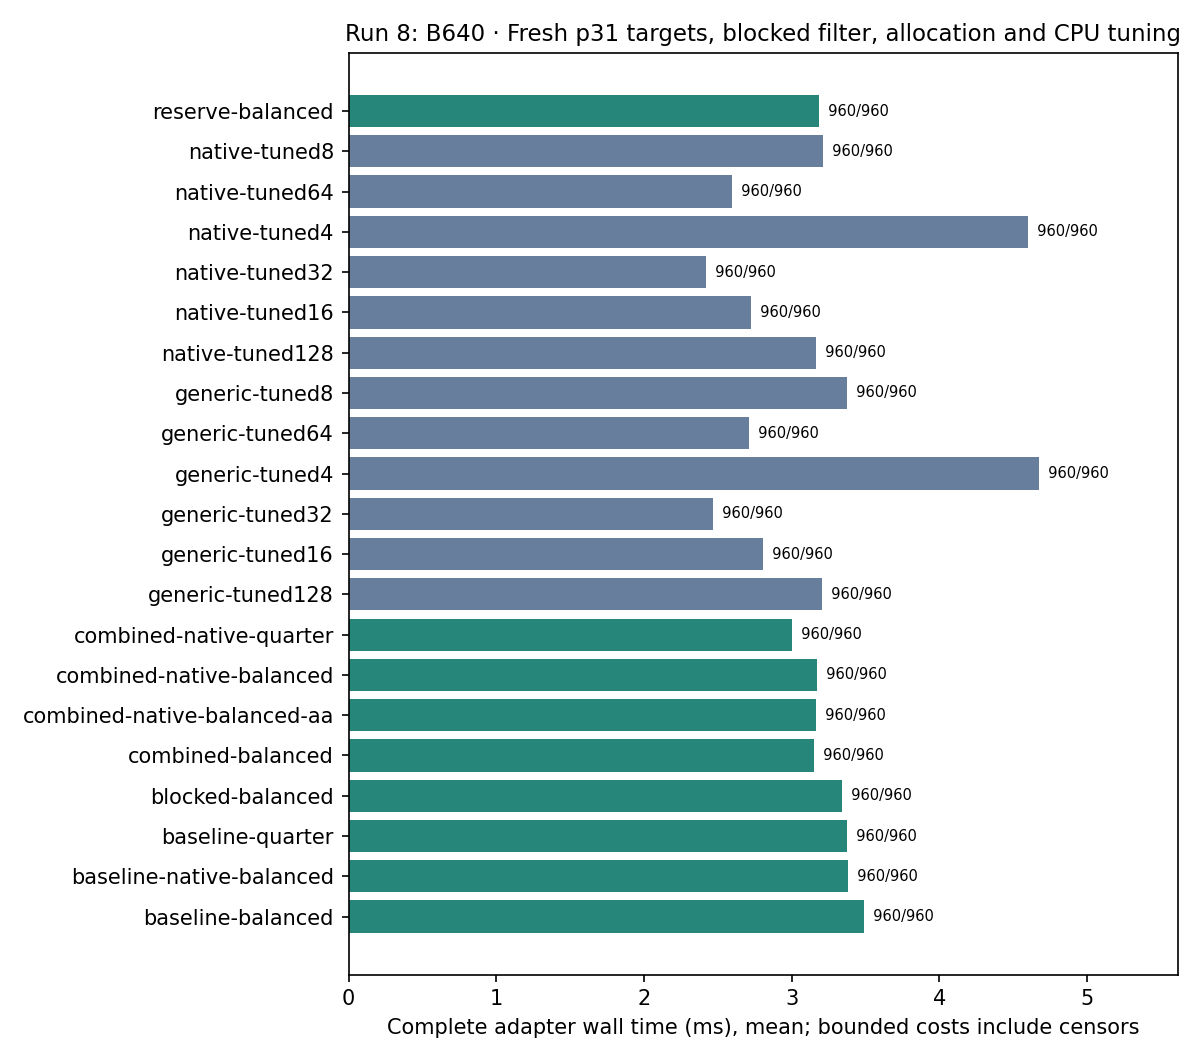 Run 8: B640 · Fresh p31 targets, blocked filter, allocation and CPU tuning
reserve-balanced 960/960
native-tuned8 960/960
native-tuned64 960/960
native-tuned4 960/960
native-tuned32 960/960
native-tuned16 960/960
native-tuned128 960/960
generic-tuned8 960/960
generic-tuned64 960/960
generic-tuned4 960/960
generic-tuned32 960/960
generic-tuned16 960/960
generic-tuned128 960/960
combined-native-quarter 960/960
combined-native-balanced 960/960
combined-native-balanced-aa 960/960
combined-balanced 960/960
blocked-balanced 960/960
baseline-quarter 960/960
baseline-native-balanced 960/960
baseline-balanced 960/960
0 1 2 3 4 5
Complete adapter wall time (ms), mean; bounded costs include censors